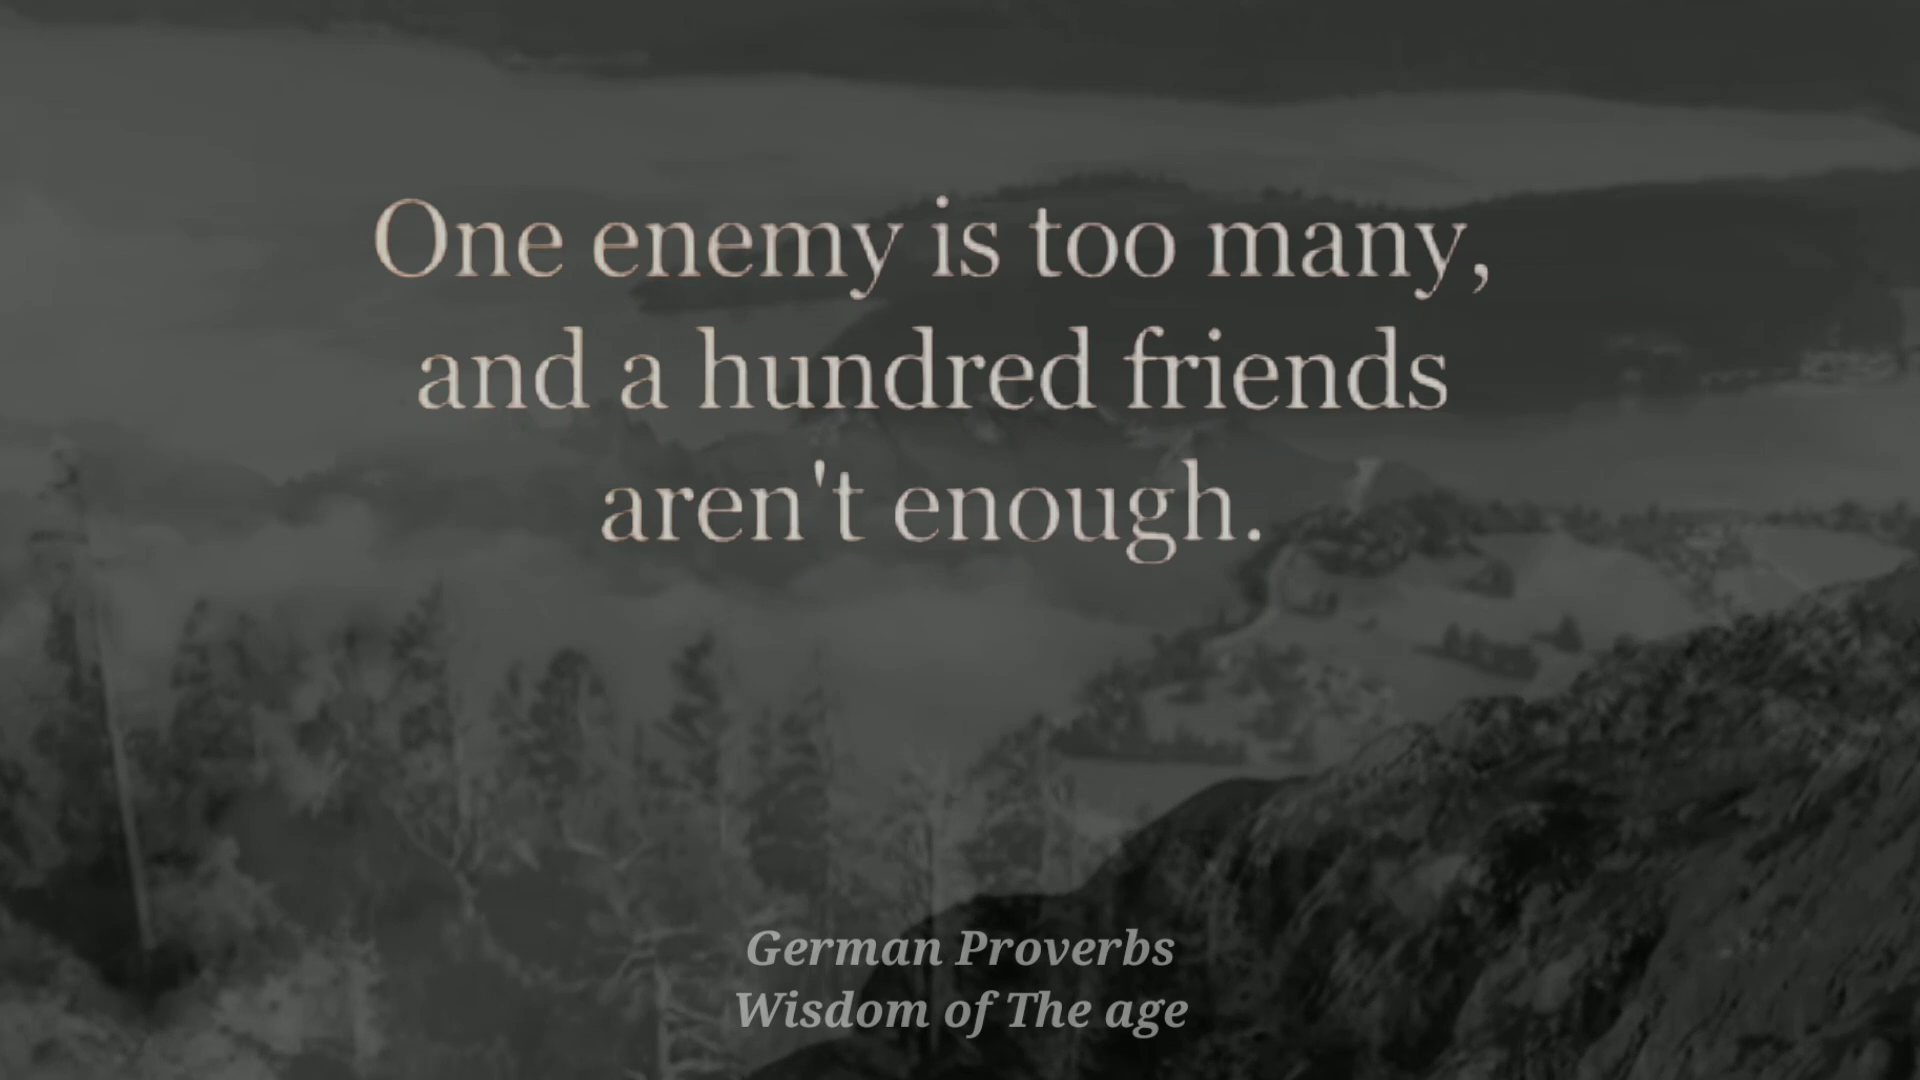 One enemy is too many,
and a hundred friends
aren't enough.
German Proverbs
Wisdom of The age